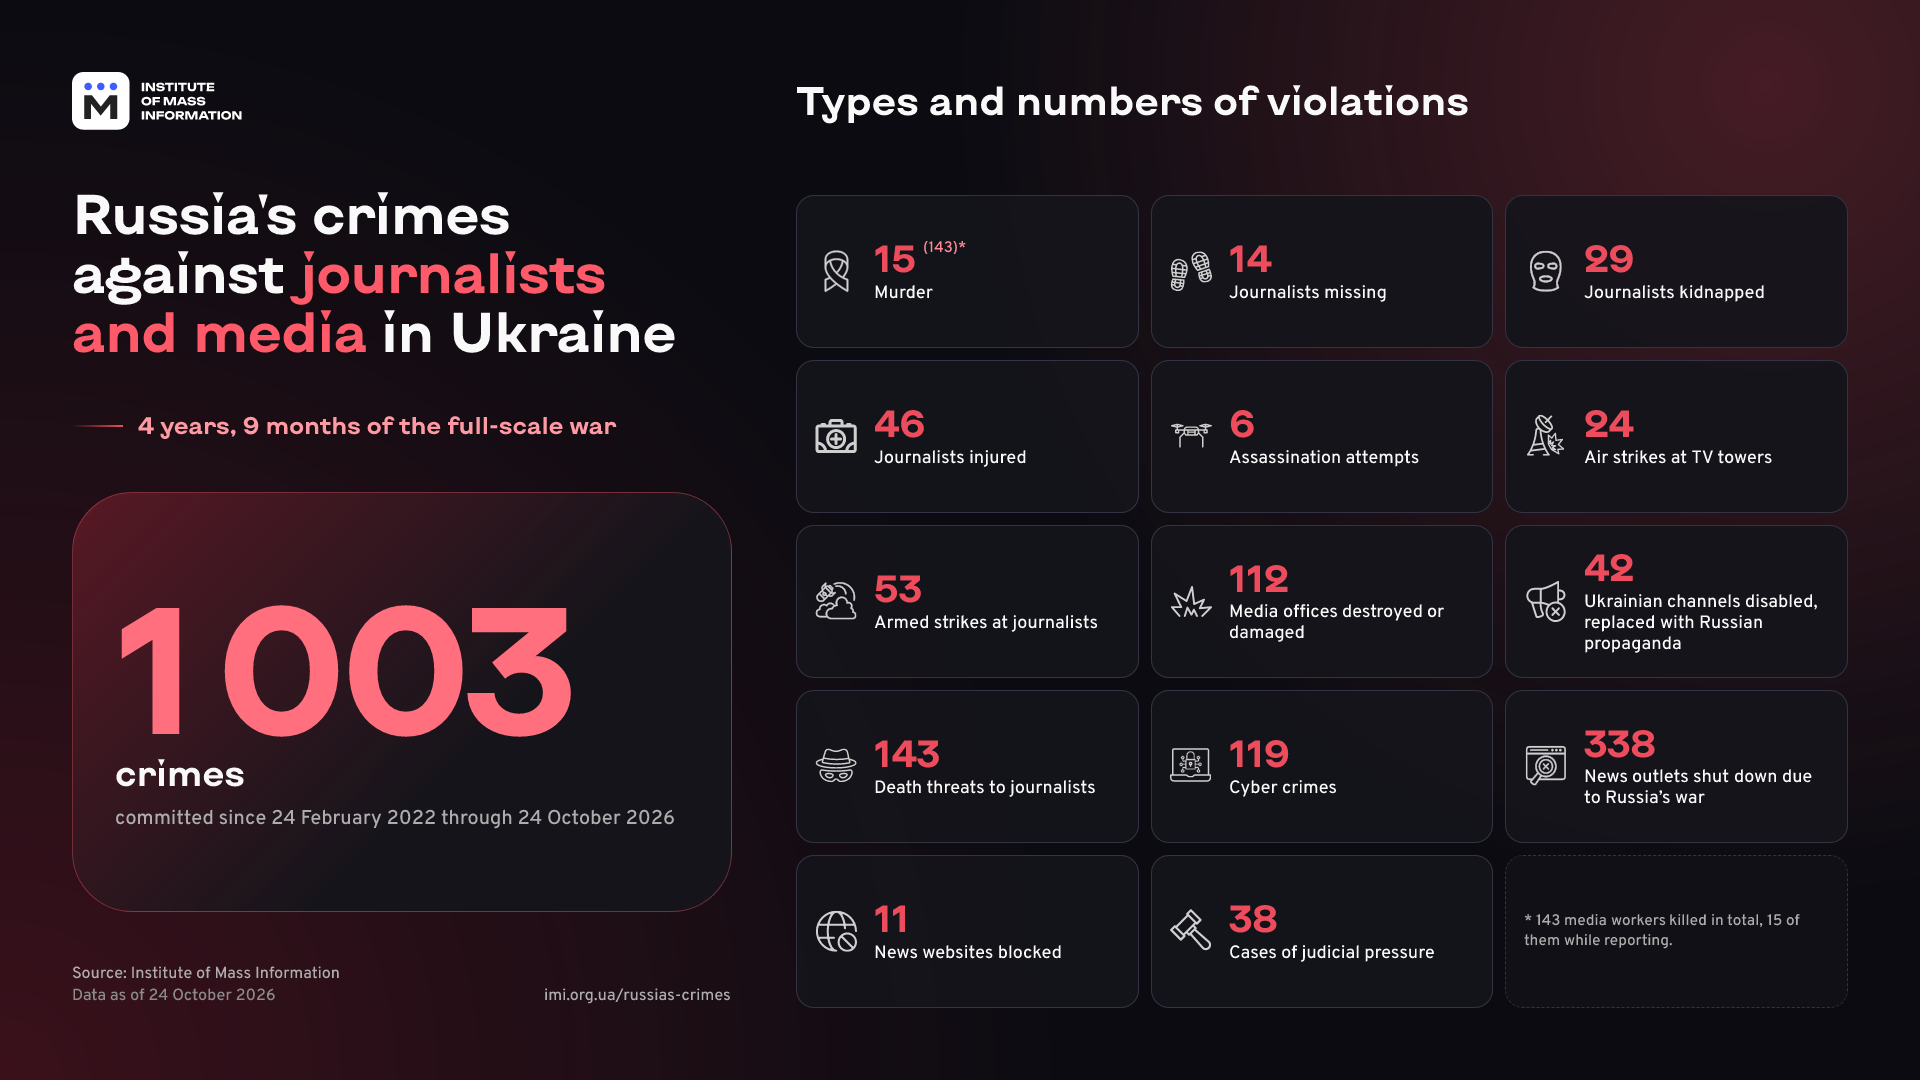 INSTITUTE
OF MASS
INFORMATION
Russia's crimes
against journalists
and media in Ukraine
4 years, 9 months of the full-scale war
1 003
crimes
committed since 24 February 2022 through 24 October 2026
Source: Institute of Mass Information
Data as of 24 October 2026
imi.org.ua/russias-crimes
Types and numbers of violations
15 (143)*
Murder
14
Journalists missing
29
Journalists kidnapped
46
Journalists injured
6
Assassination attempts
24
Air strikes at TV towers
53
Armed strikes at journalists
112
Media offices destroyed or
damaged
42
Ukrainian channels disabled,
replaced with Russian
propaganda
143
Death threats to journalists
119
Cyber crimes
338
News outlets shut down due
to Russia's war
11
News websites blocked
38
Cases of judicial pressure
* 143 media workers killed in total, 15 of
them while reporting.